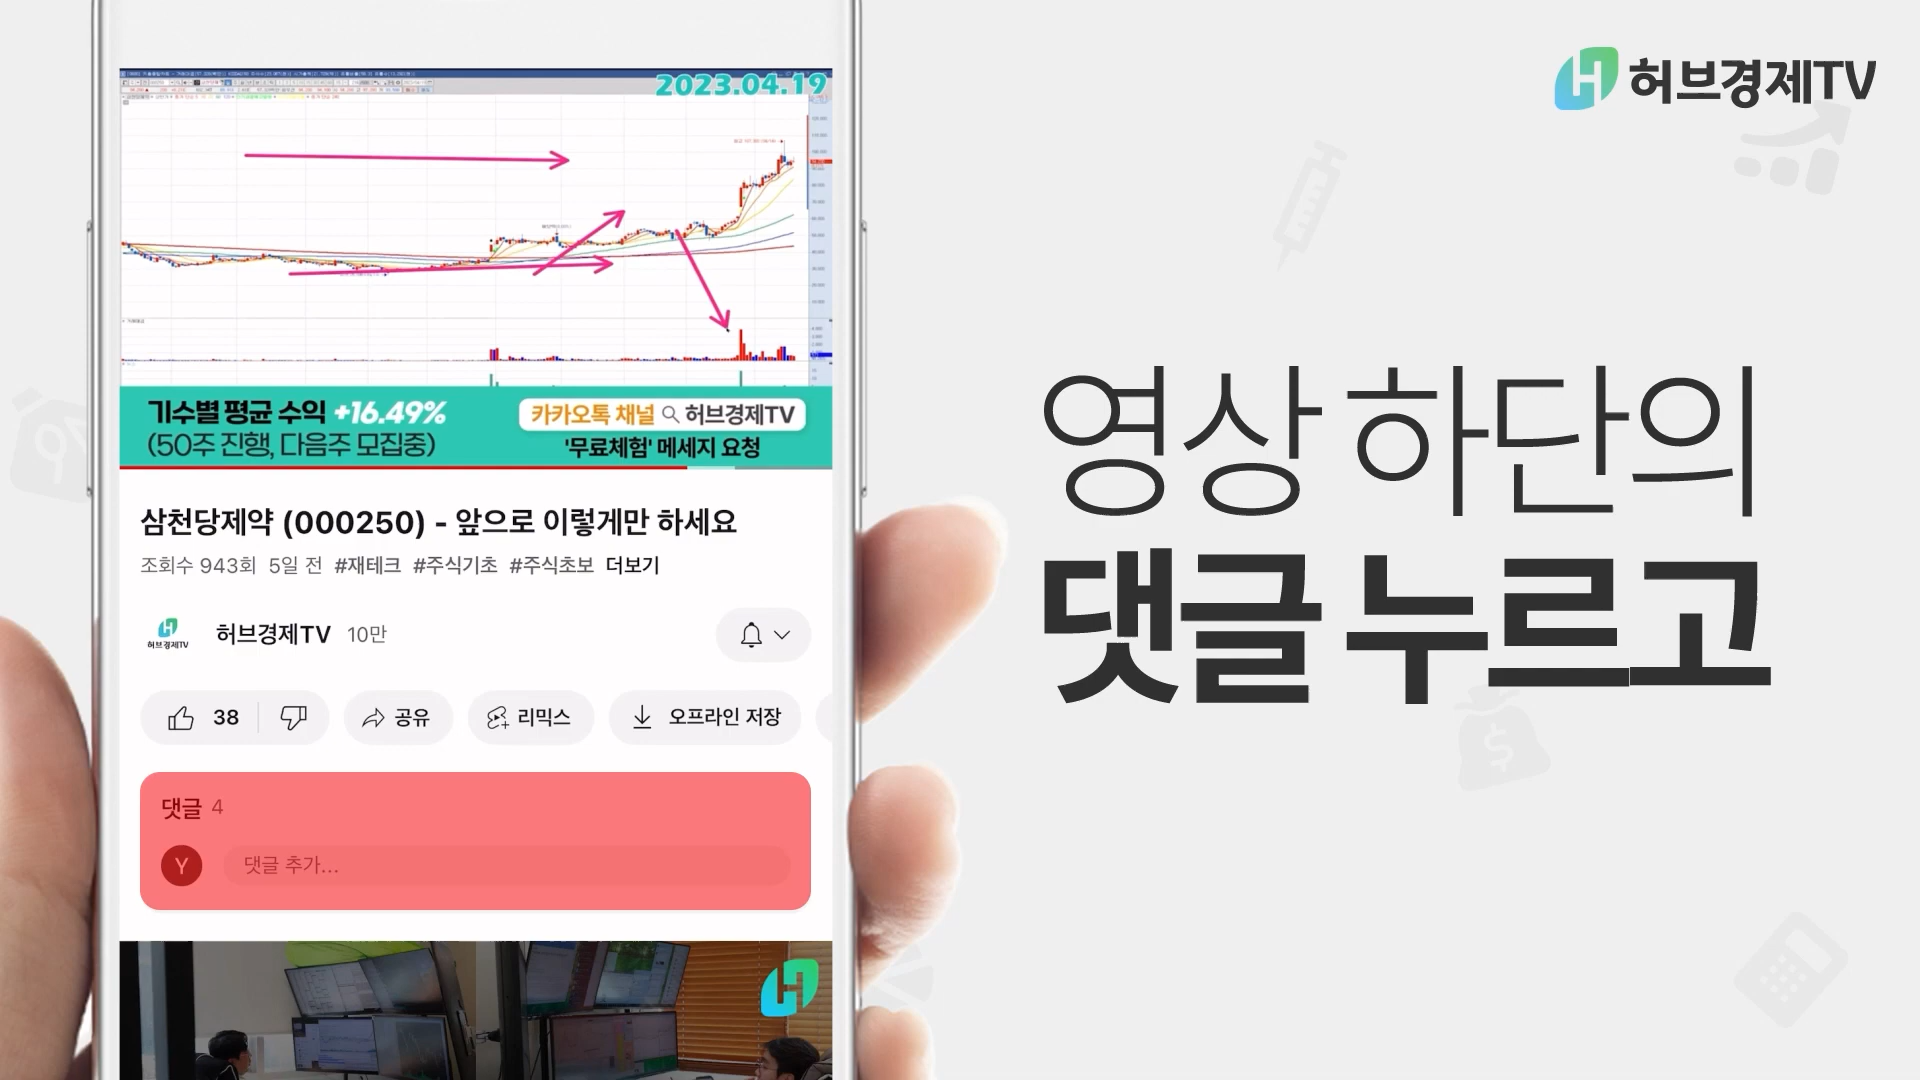 2023.04.19
허브경제TV
기수별 평균 수익 +16.49%
(50주 진행, 다음주 모집중)
카카오톡 채널 허브경제TV
'무료체험' 메세지 요청
삼천당제약 (000250) - 앞으로 이렇게만 하세요
조회수 943회 5일 전 #재테크 #주식기초 #주식초보 더보기
허브경제TV
허브경제TV 10만
38
공유
리믹스
오프라인 저장
댓글 4
Y
댓글 추가...
영상 하단의
댓글 누르고